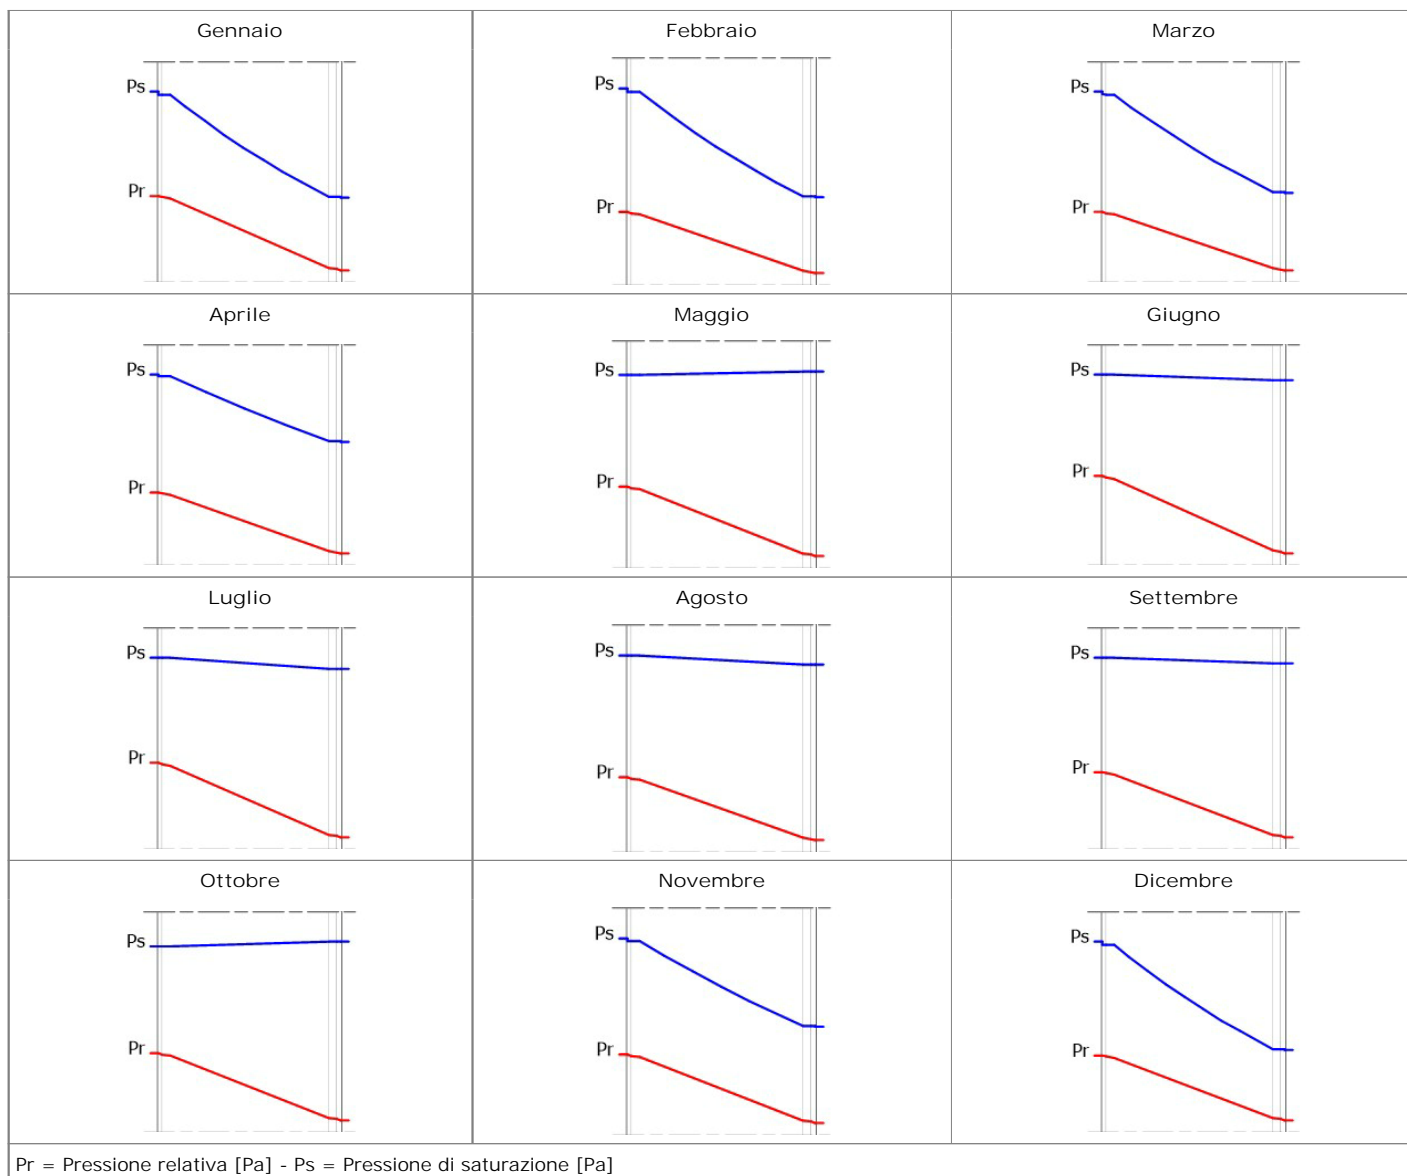 Gennaio
Febbraio
Marzo
Ps
Ps
Ps
Pr
Pr
Pr
Aprile
Maggio
Giugno
Ps
Ps
Ps
Pr
Pr
Pr
Luglio
Agosto
Settembre
Ps
Ps
Ps
Pr
Pr
Pr
Ottobre
Novembre
Dicembre
Ps
Ps
Ps
Pr
Pr
Pr
Pr = Pressione relativa [Pa] - Ps = Pressione di saturazione [Pa]